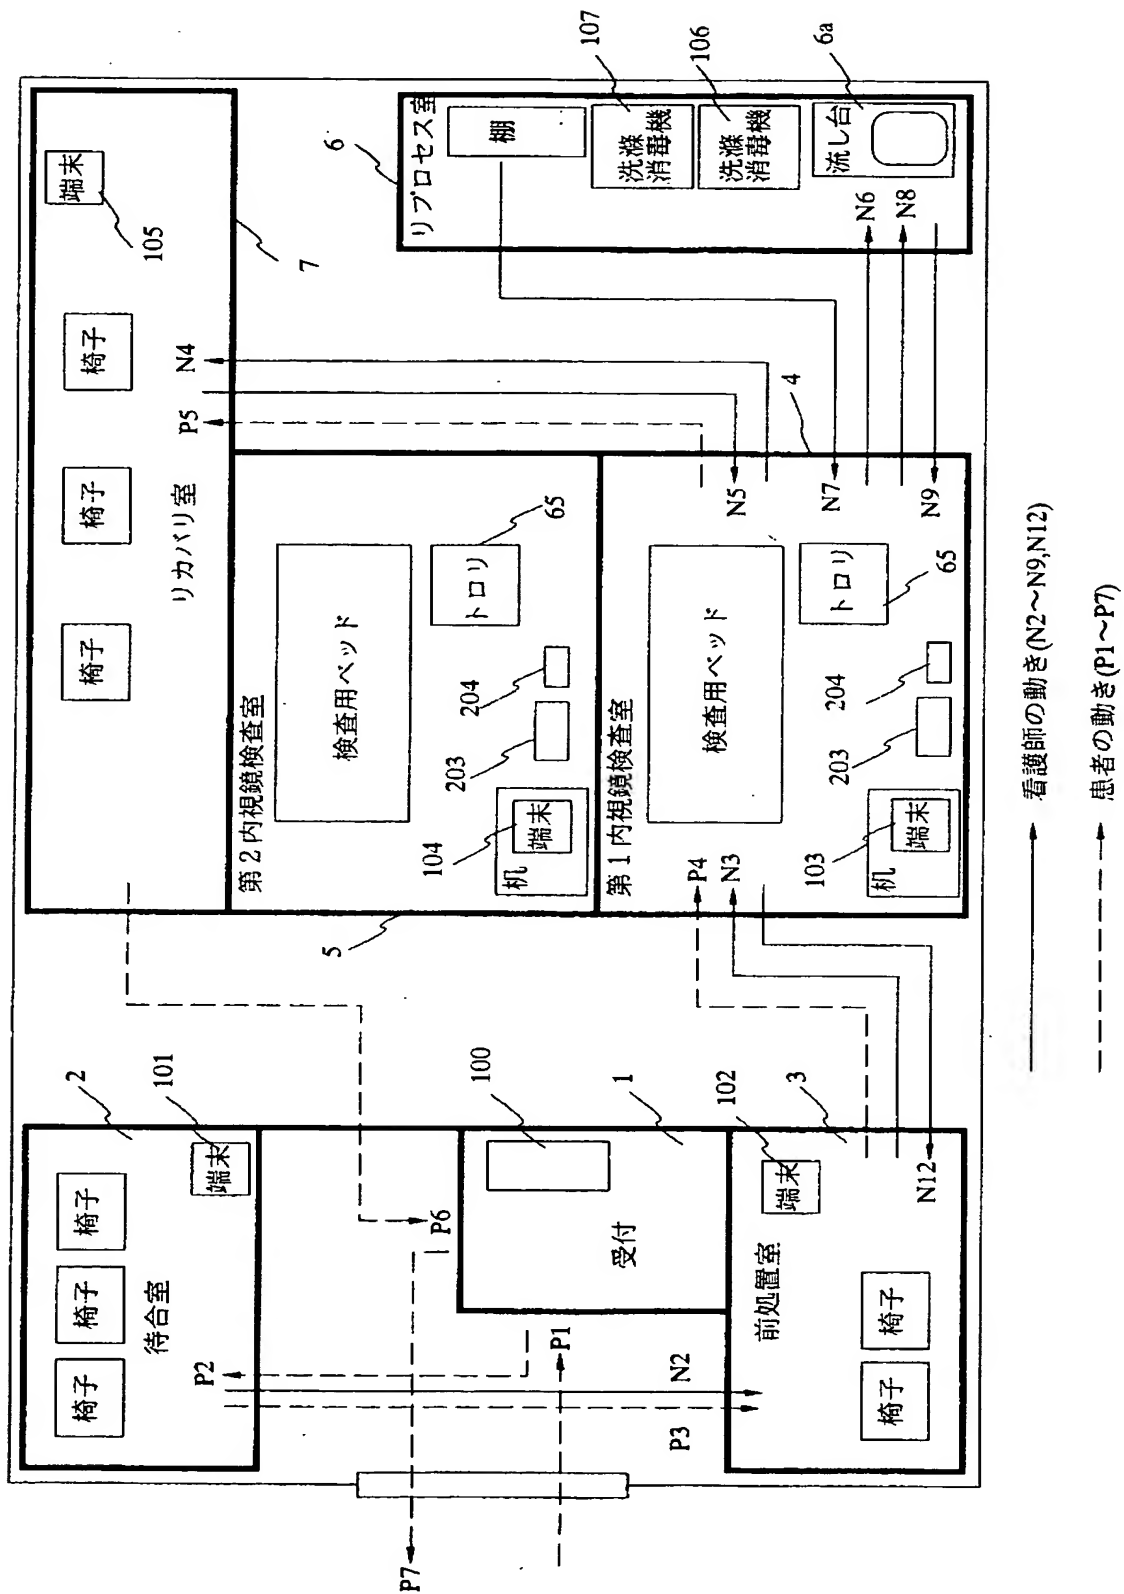 リカバリ室
椅子
椅子
椅子
端末
105
7
P5
N4
リプロセス室
6
棚
洗滌
消毒機
107
洗滌
消毒機
106
流し台
6a
N6
N8
第2内視鏡検査室
検査用ベッド
トロリ
65
204
203
机
端末
104
5
第1内視鏡検査室
検査用ベッド
トロリ
65
204
203
机
端末
103
4
P4
N3
N5
N7
N9
待合室
椅子
椅子
椅子
端末
101
2
P2
P6
受付
100
1
P1
P7
N2
P3
前処置室
椅子
椅子
端末
102
3
N12
看護師の動き(N2〜N9,N12)
患者の動き(P1〜P7)